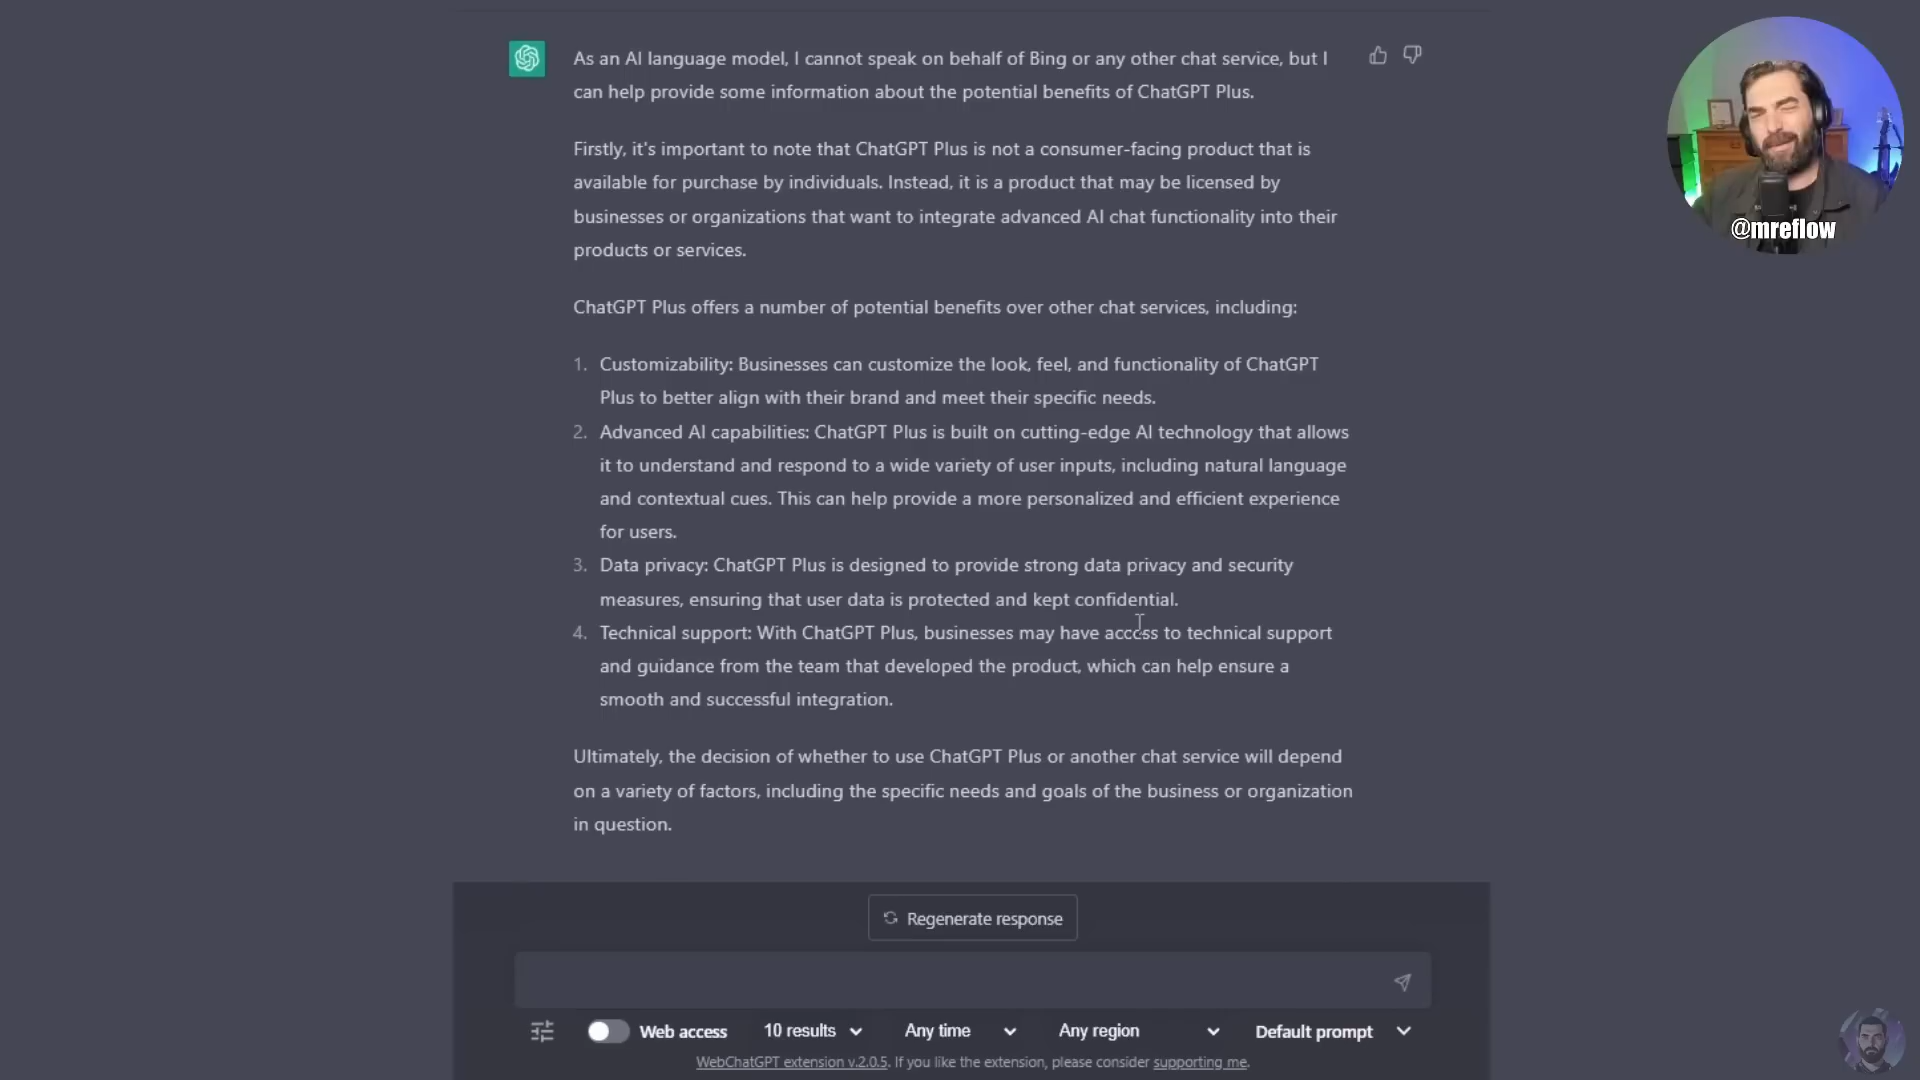 As an AI language model, I cannot speak on behalf of Bing or any other chat service, but I
can help provide some information about the potential benefits of ChatGPT Plus.
Firstly, it's important to note that ChatGPT Plus is not a consumer-facing product that is
available for purchase by individuals. Instead, it is a product that may be licensed by
businesses or organizations that want to integrate advanced AI chat functionality into their
products or services.
ChatGPT Plus offers a number of potential benefits over other chat services, including:
1. Customizability: Businesses can customize the look, feel, and functionality of ChatGPT
Plus to better align with their brand and meet their specific needs.
2. Advanced AI capabilities: ChatGPT Plus is built on cutting-edge AI technology that allows
it to understand and respond to a wide variety of user inputs, including natural language
and contextual cues. This can help provide a more personalized and efficient experience
for users.
3. Data privacy: ChatGPT Plus is designed to provide strong data privacy and security
measures, ensuring that user data is protected and kept confidential.
4. Technical support: With ChatGPT Plus, businesses may have access to technical support
and guidance from the team that developed the product, which can help ensure a
smooth and successful integration.
Ultimately, the decision of whether to use ChatGPT Plus or another chat service will depend
on a variety of factors, including the specific needs and goals of the business or organization
in question.
@mreflow
Regenerate response
Web access 10 results Any time Any region Default prompt
WebChatGPT extension v.2.0.5. If you like the extension, please consider supporting me.